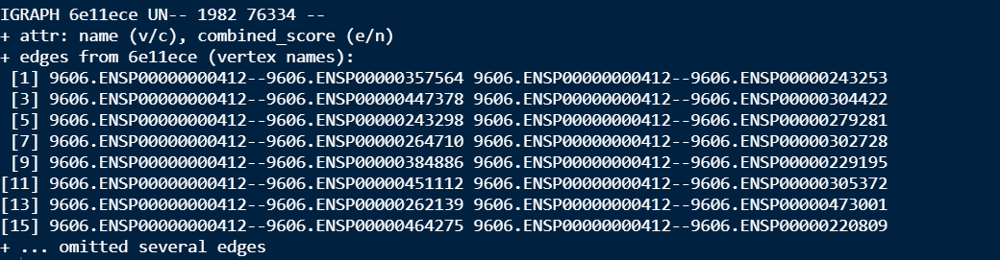 IGRAPH 6e11ece UN-- 1982 76334 --
+ attr: name (v/c), combined_score (e/n)
+ edges from 6e11ece (vertex names):
[1] 9606.ENSP00000000412--9606.ENSP00000357564 9606.ENSP00000000412--9606.ENSP00000243253
[3] 9606.ENSP00000000412--9606.ENSP00000447378 9606.ENSP00000000412--9606.ENSP00000304422
[5] 9606.ENSP00000000412--9606.ENSP00000243298 9606.ENSP00000000412--9606.ENSP00000279281
[7] 9606.ENSP00000000412--9606.ENSP00000264710 9606.ENSP00000000412--9606.ENSP00000302728
[9] 9606.ENSP00000000412--9606.ENSP00000384886 9606.ENSP00000000412--9606.ENSP00000229195
[11] 9606.ENSP00000000412--9606.ENSP00000451112 9606.ENSP00000000412--9606.ENSP00000305372
[13] 9606.ENSP00000000412--9606.ENSP00000262139 9606.ENSP00000000412--9606.ENSP00000473001
[15] 9606.ENSP00000000412--9606.ENSP00000464275 9606.ENSP00000000412--9606.ENSP00000220809
+ ... omitted several edges